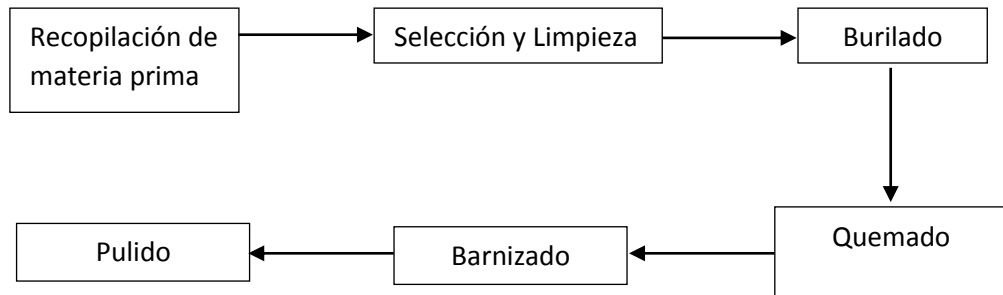 Recopilación de
materia prima
Selección y Limpieza
Burilado
Quemado
Barnizado
Pulido